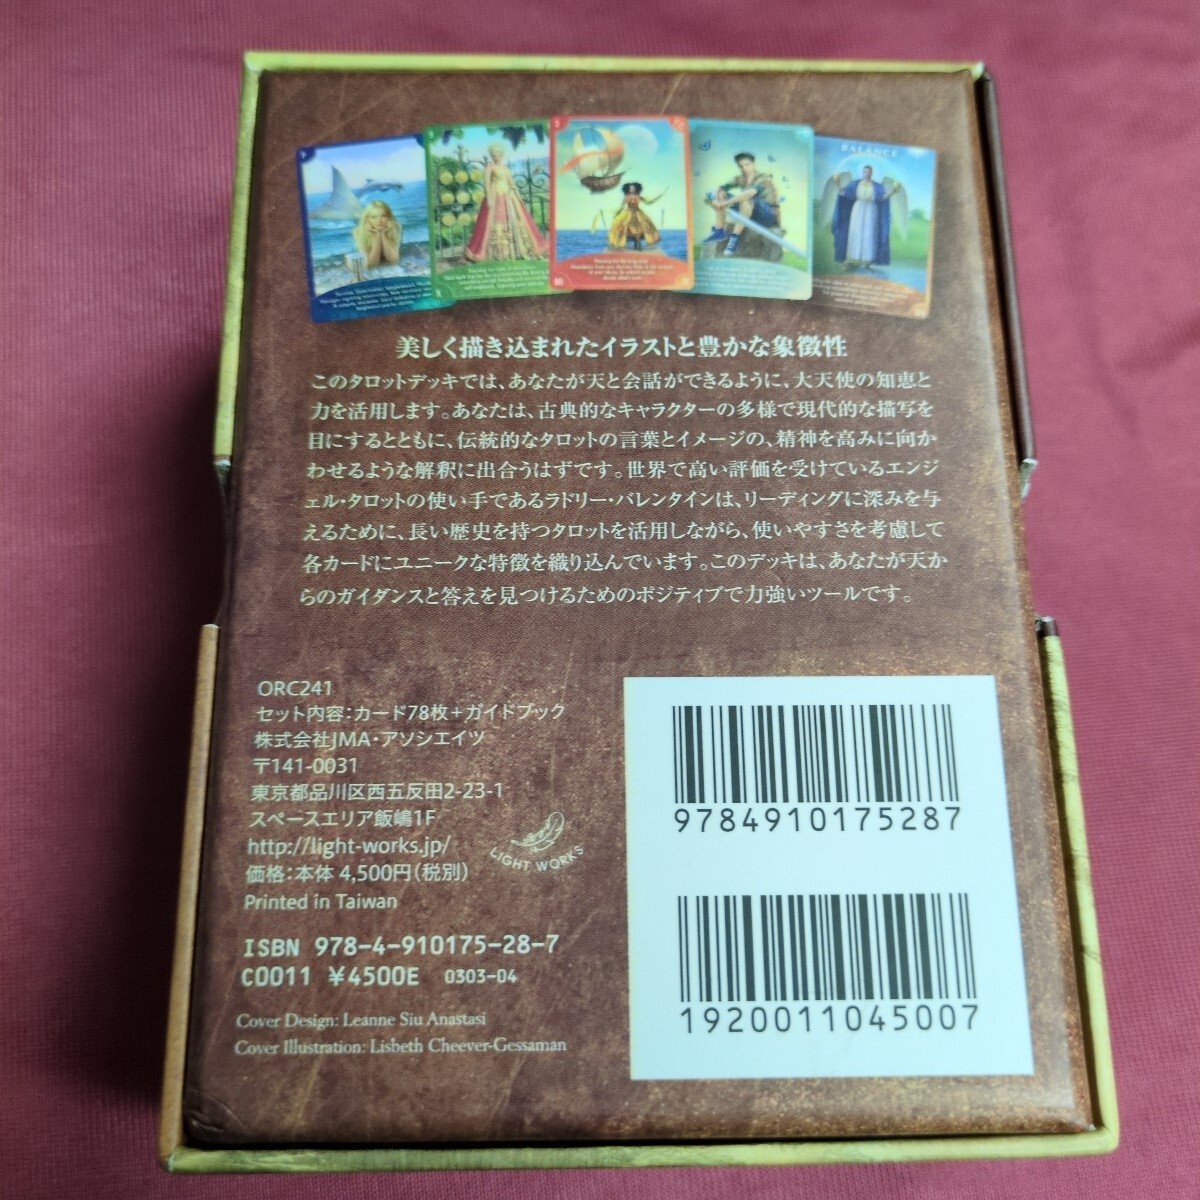 BALANCE
美しく描き込まれたイラストと豊かな象徴性
このタロットデッキでは、あなたが天と会話ができるように、大天使の知恵と
力を活用します。あなたは、古典的なキャラクターの多様で現代的な描写を
目にするとともに、伝統的なタロットの言葉とイメージの、精神を高みに向か
わせるような解釈に出合うはずです。世界で高い評価を受けているエンジ
ェル・タロットの使い手であるラドリー・バレンタインは、リーディングに深みを与
えるために、長い歴史を持つタロットを活用しながら、使いやすさを考慮して
各カードにユニークな特徴を織り込んでいます。このデッキは、あなたが天か
らのガイダンスと答えを見つけるためのポジティブで力強いツールです。
ORC241
セット内容：カード78枚＋ガイドブック
株式会社JMA・アソシエイツ
〒141-0031
東京都品川区西五反田2-23-1
スペースエリア飯嶋1F
http://light-works.jp/
価格：本体 4,500円（税別）
Printed in Taiwan
LIGHT WORKS
ISBN 978-4-910175-28-7
C0011 ¥4500E 0303-04
Cover Design: Leanne Siu Anastasi
Cover Illustration: Lisbeth Cheever-Gessaman
9784910175287
1920011045007